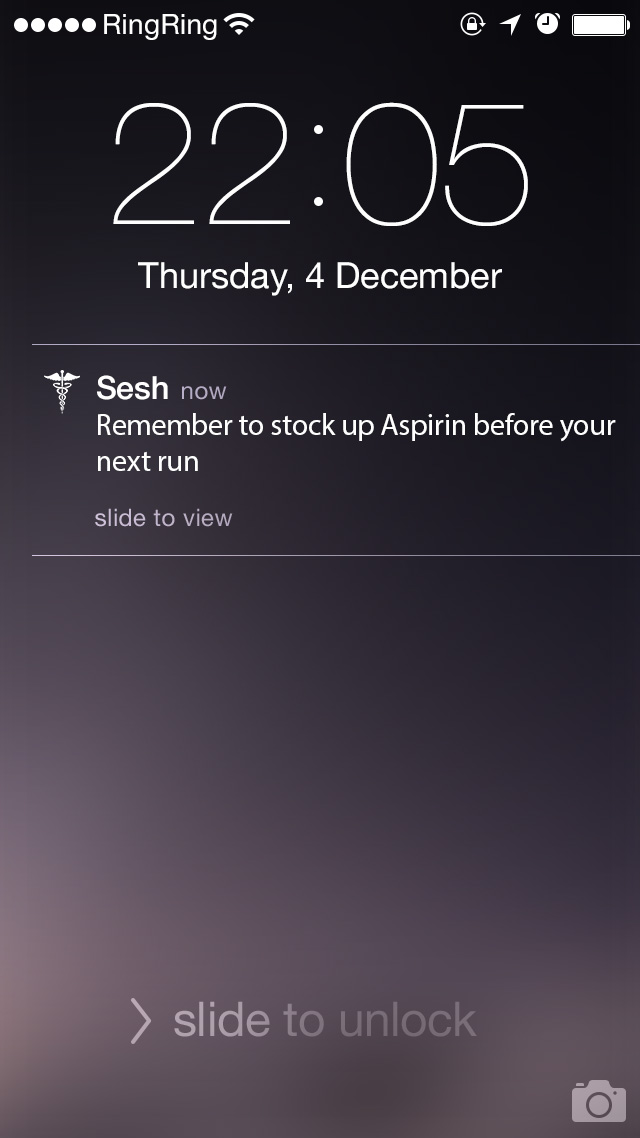 RingRing
22:05
Thursday, 4 December
Sesh now
Remember to stock up Aspirin before your
next run
slide to view
slide to unlock